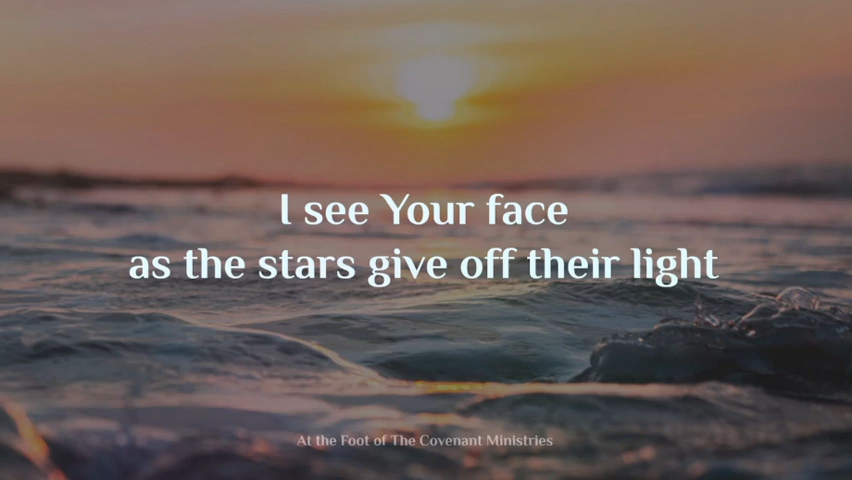 I see Your face
as the stars give off their light
At the Foot of The Covenant Ministries